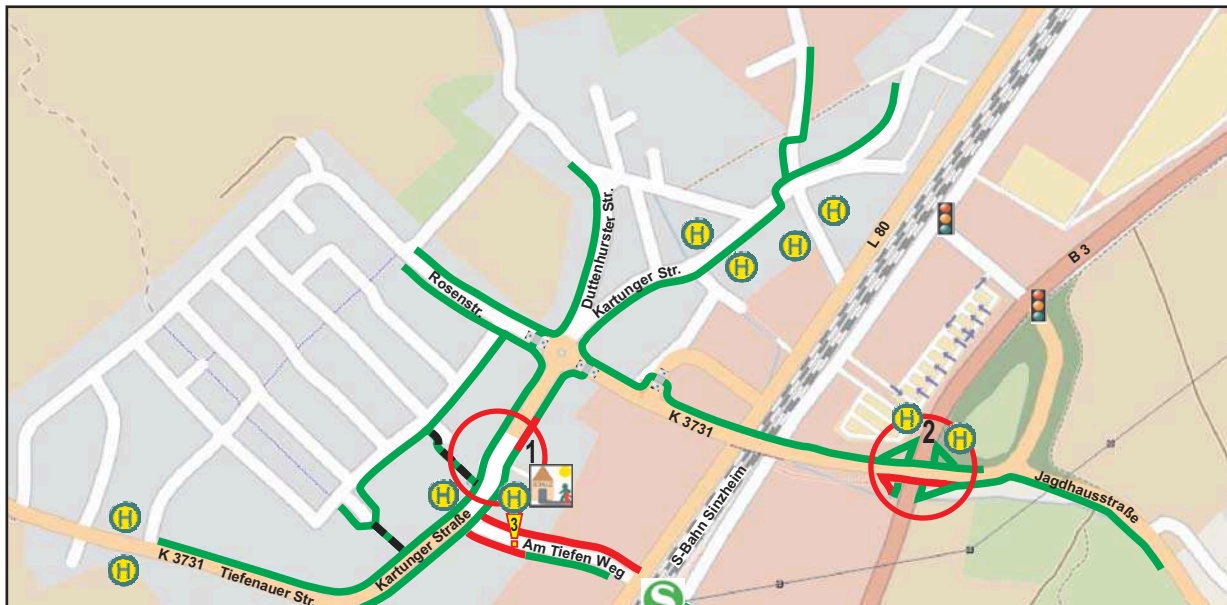 L 80
B 3
Duttenhurster Str.
Rosenstr.
Kartunger Str.
H
H
H
H
K 3731
H
H
2
1
Jagdhausstraße
S-Bahn Sinzheim
H
H
3
H
H
Am Tiefen Weg
Kartunger Straße
K 3731
Tiefenauer Str.
S